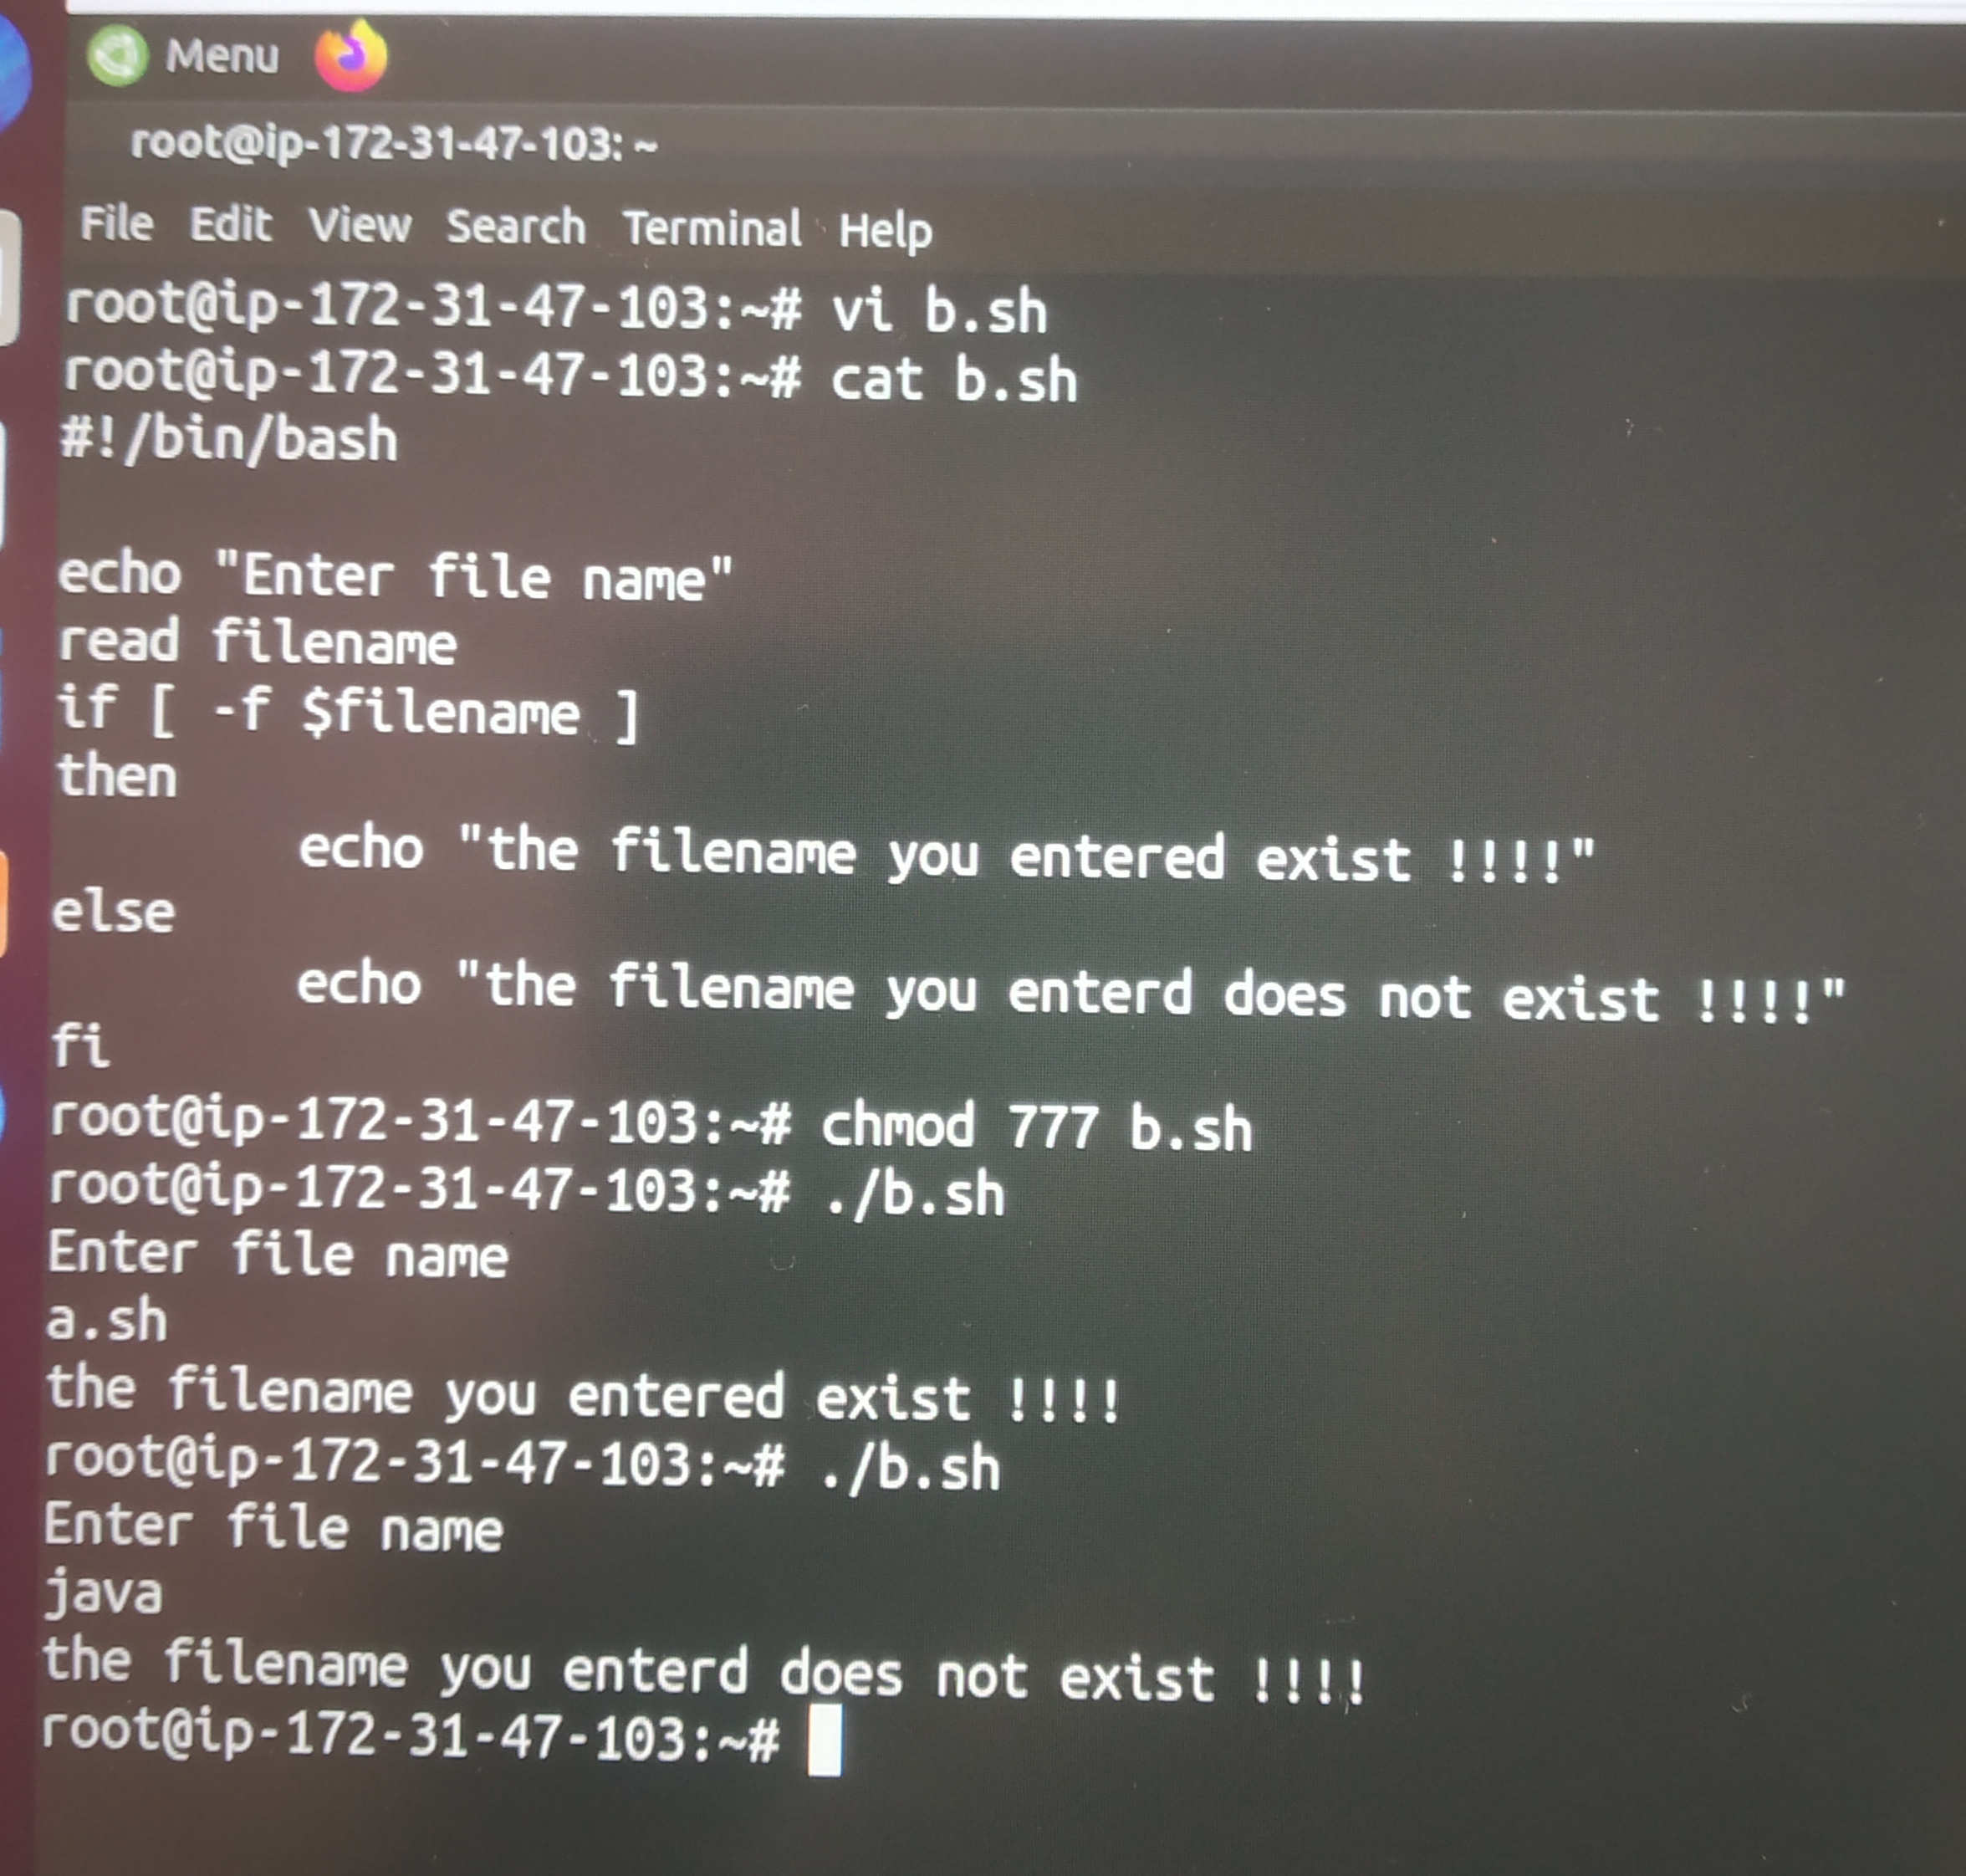 Menu
root@ip-172-31-47-103: ~
File Edit View Search Terminal Help
root@ip-172-31-47-103:~# vi b.sh
root@ip-172-31-47-103:~# cat b.sh
#!/bin/bash
echo "Enter file name"
read filename
if [ -f $filename ]
then
echo "the filename you entered exist !!!!"
else
echo "the filename you enterd does not exist !!!!"
fi
root@ip-172-31-47-103:~# chmod 777 b.sh
root@ip-172-31-47-103:~# ./b.sh
Enter file name
a.sh
the filename you entered exist !!!!
root@ip-172-31-47-103:~# ./b.sh
Enter file name
java
the filename you enterd does not exist !!!!
root@ip-172-31-47-103:~#